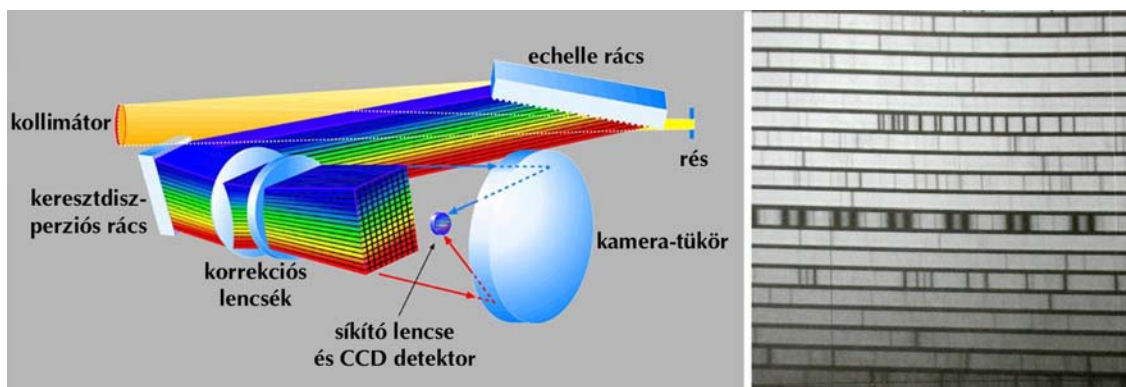 echelle rács
kollimátor
rés
keresztdisz-
perziós rács
kamera-tükör
korrekciós
lencsék
síkító lencse
és CCD detektor